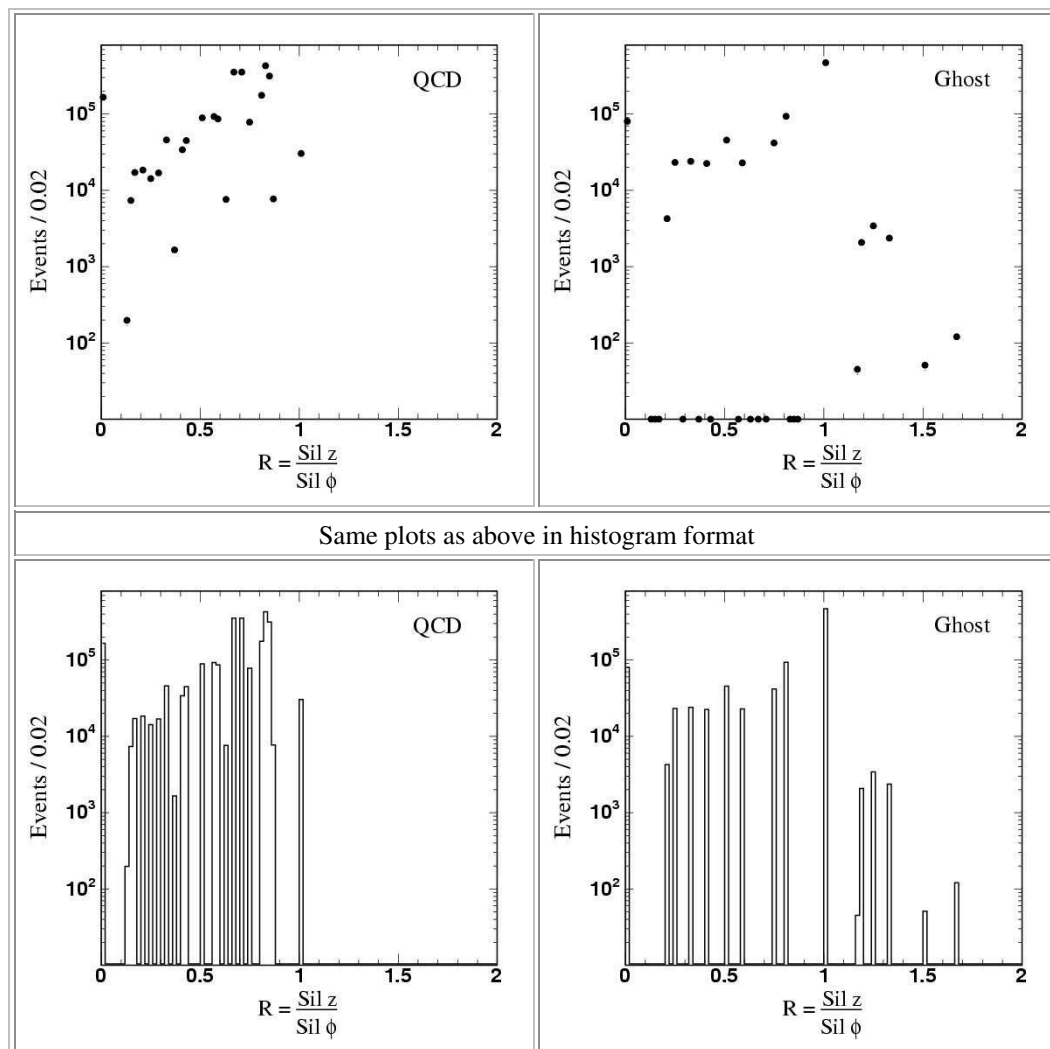 QCD
Ghost
10^5
10^4
10^3
10^2
Events / 0.02
0 0.5 1 1.5 2
R = Sil z / Sil ϕ
10^5
10^4
10^3
10^2
Events / 0.02
0 0.5 1 1.5 2
R = Sil z / Sil ϕ
Same plots as above in histogram format
QCD
Ghost
10^5
10^4
10^3
10^2
Events / 0.02
0 0.5 1 1.5 2
R = Sil z / Sil ϕ
10^5
10^4
10^3
10^2
Events / 0.02
0 0.5 1 1.5 2
R = Sil z / Sil ϕ